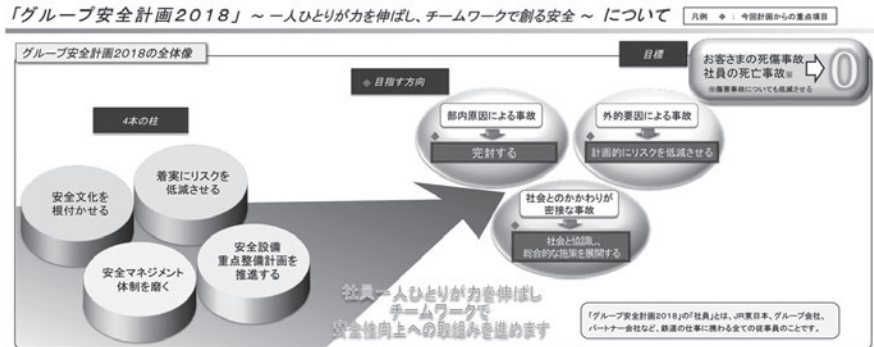 「グループ安全計画2018」 ～ 一人ひとりが力を伸ばし、チームワークで創る安全 ～ について
凡例 ◆ : 今回計画からの重点項目
グループ安全計画2018の全体像
4本の柱
安全文化を
根付かせる
着実にリスクを
低減させる
安全マネジメント
体制を磨く
安全設備
重点整備計画を
推進する
◆ 目指す方向
部内原因による事故
◆
完封する
外的要因による事故
◆
計画的にリスクを低減させる
社会とのかかわりが
密接な事故
◆
社会と協調し、
総合的な施策を展開する
目標
お客さまの死傷事故
社員の死亡事故※
※傷害事故についても低減させる
0
社員一人ひとりが力を伸ばし
チームワークで
安全性向上への取組みを進めます
「グループ安全計画2018」の「社員」とは、JR東日本、グループ会社、
パートナー会社など、鉄道の仕事に携わる全ての従事員のことです。